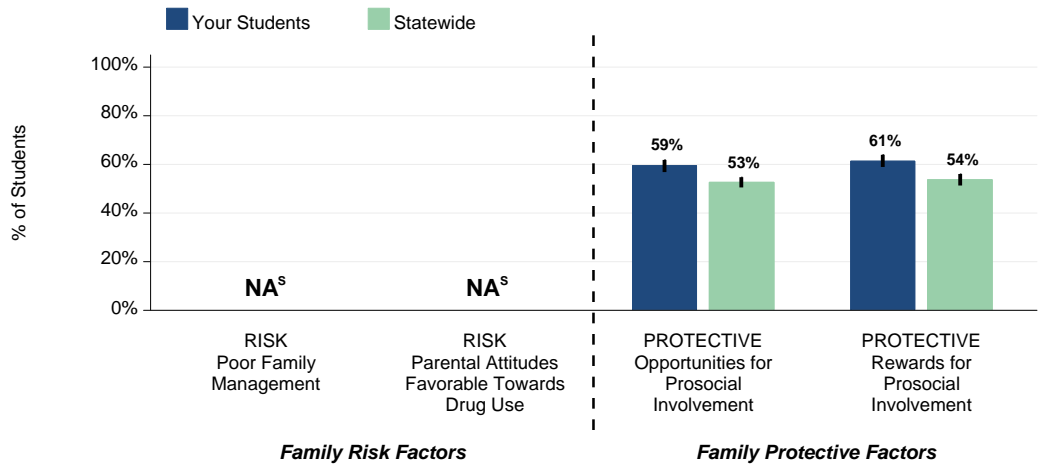 Your Students Statewide
100%
80%
60%
40%
20%
0%
% of Students
59% 53% 61% 54%
NAˢ NAˢ
RISK
Poor Family
Management
RISK
Parental Attitudes
Favorable Towards
Drug Use
PROTECTIVE
Opportunities for
Prosocial
Involvement
PROTECTIVE
Rewards for
Prosocial
Involvement
Family Risk Factors Family Protective Factors